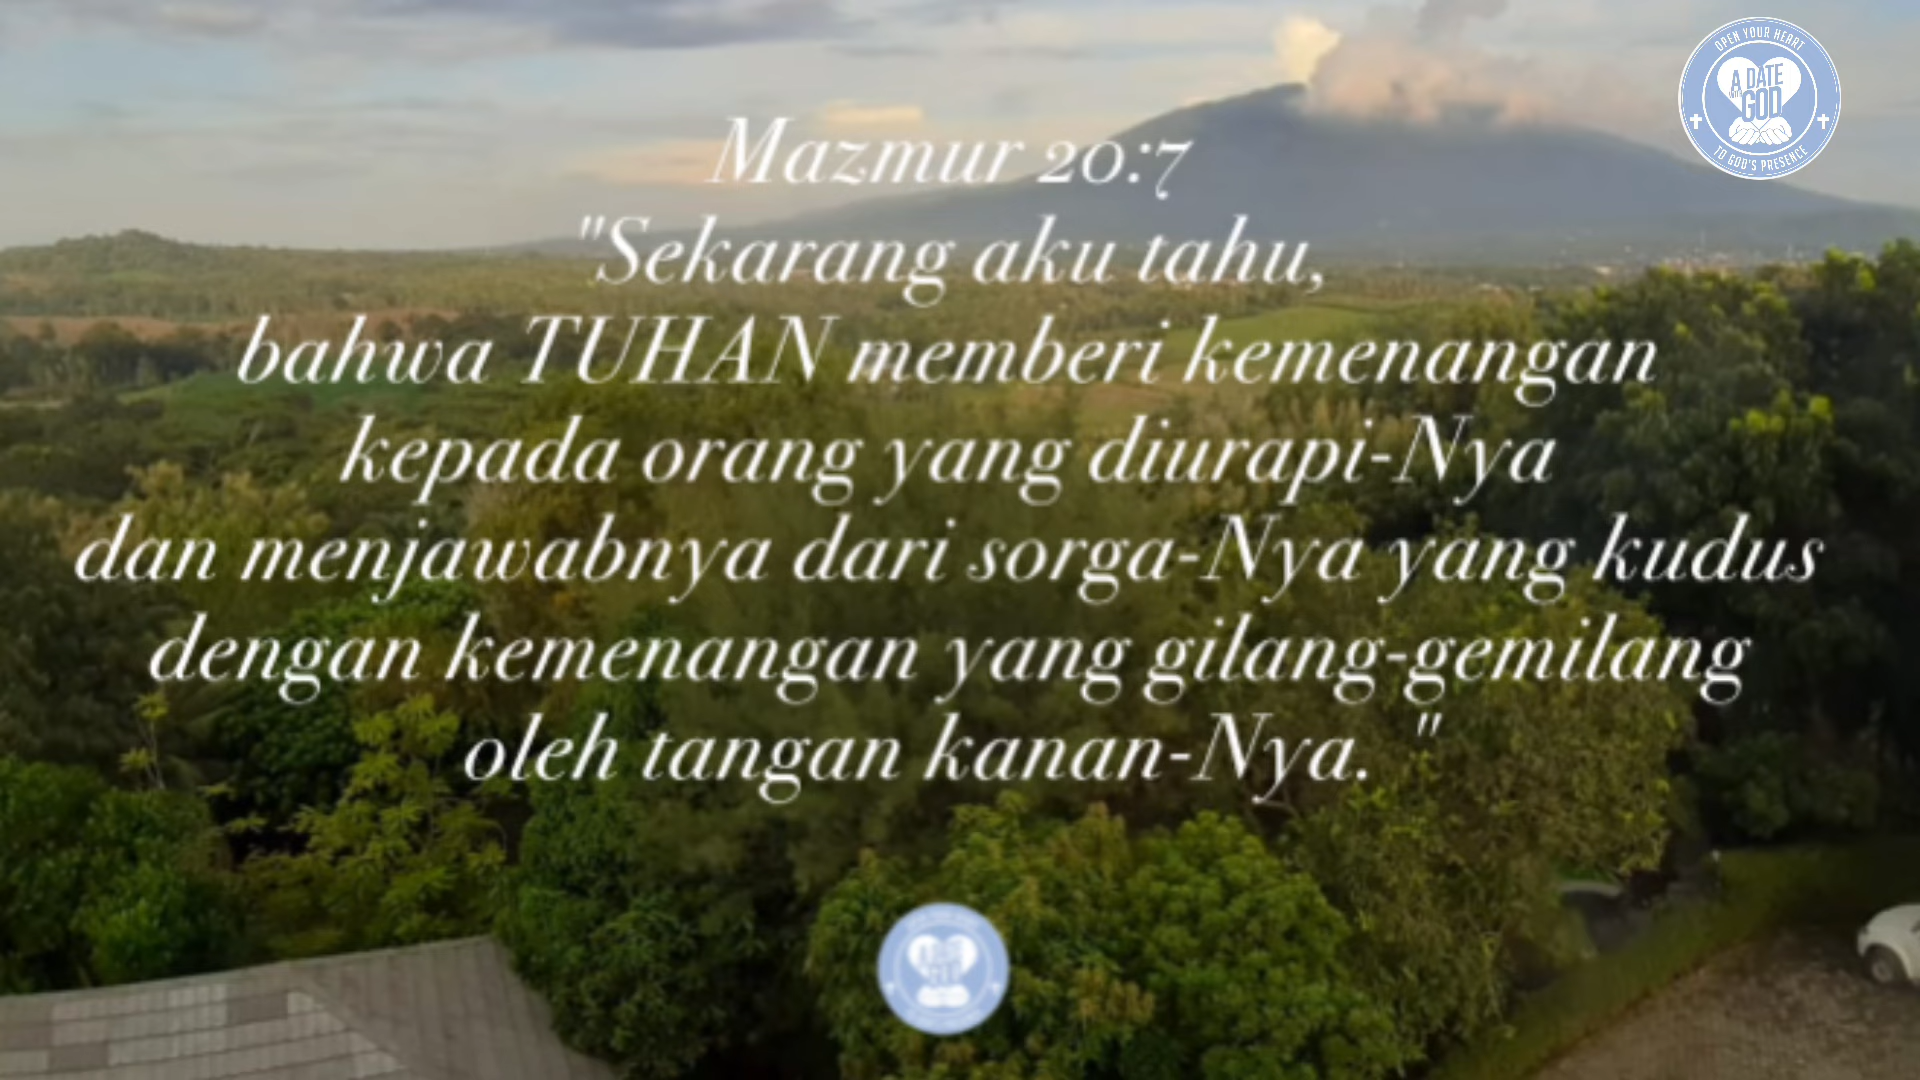 OPEN YOUR HEART
A DATE
GOD
TO GOD'S PRESENCE
Mazmur 20:7
"Sekarang aku tahu,
bahwa TUHAN memberi kemenangan
kepada orang yang diurapi-Nya
dan menjawabnya dari sorga-Nya yang kudus
dengan kemenangan yang gilang-gemilang
oleh tangan kanan-Nya. "